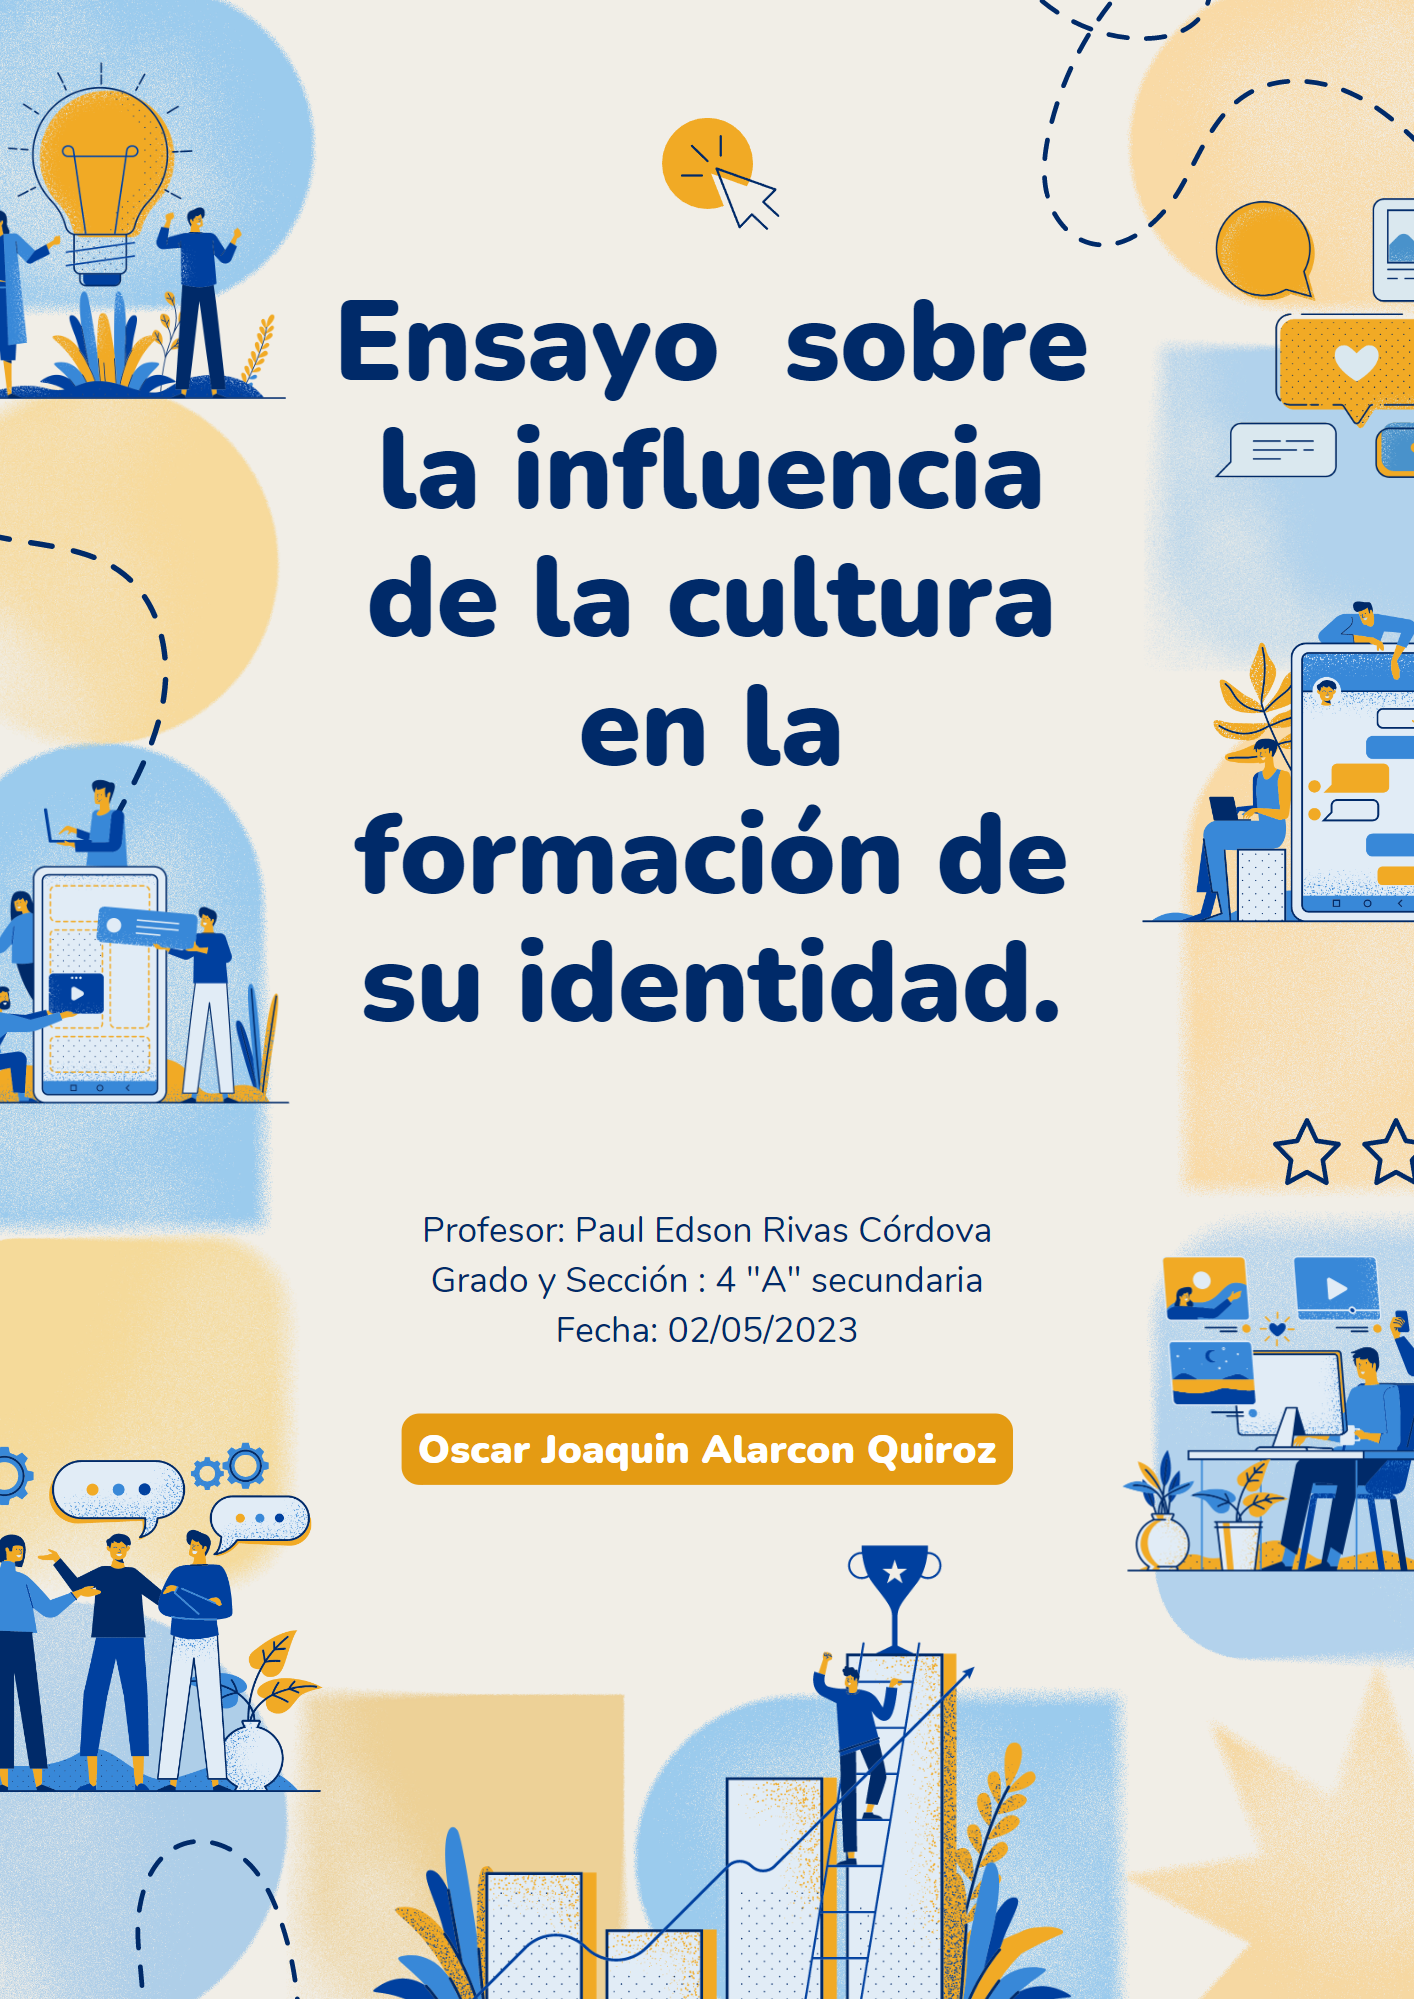 Ensayo  sobre
la influencia
de la cultura
en la
formación de
su identidad.
Profesor: Paul Edson Rivas Córdova
Grado y Sección : 4 "A" secundaria
Fecha: 02/05/2023
Oscar Joaquin Alarcon Quiroz